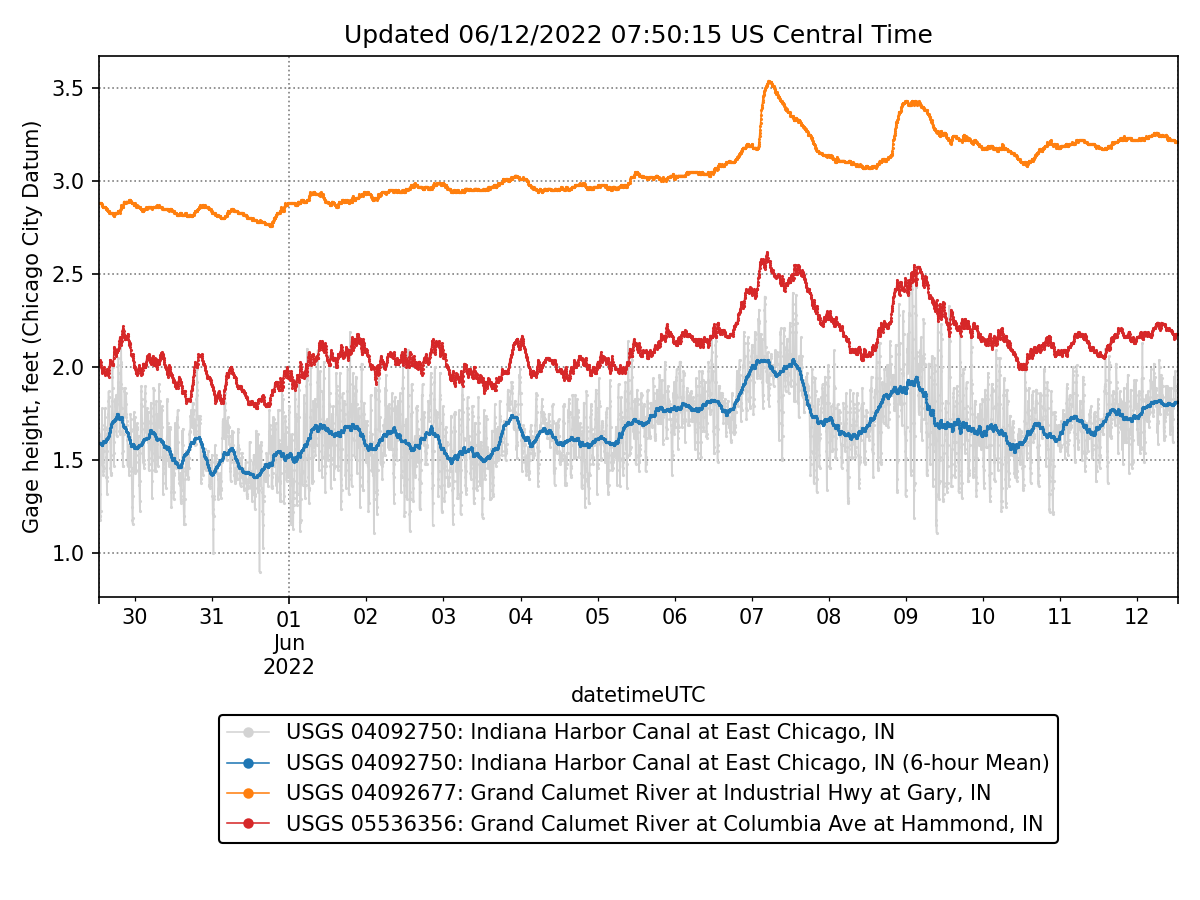 Updated 06/12/2022 07:50:15 US Central Time
Gage height, feet (Chicago City Datum)
3.5
3.0
2.5
2.0
1.5
1.0
30 31 01 02 03 04 05 06 07 08 09 10 11 12
Jun
2022
datetimeUTC
USGS 04092750: Indiana Harbor Canal at East Chicago, IN
USGS 04092750: Indiana Harbor Canal at East Chicago, IN (6-hour Mean)
USGS 04092677: Grand Calumet River at Industrial Hwy at Gary, IN
USGS 05536356: Grand Calumet River at Columbia Ave at Hammond, IN